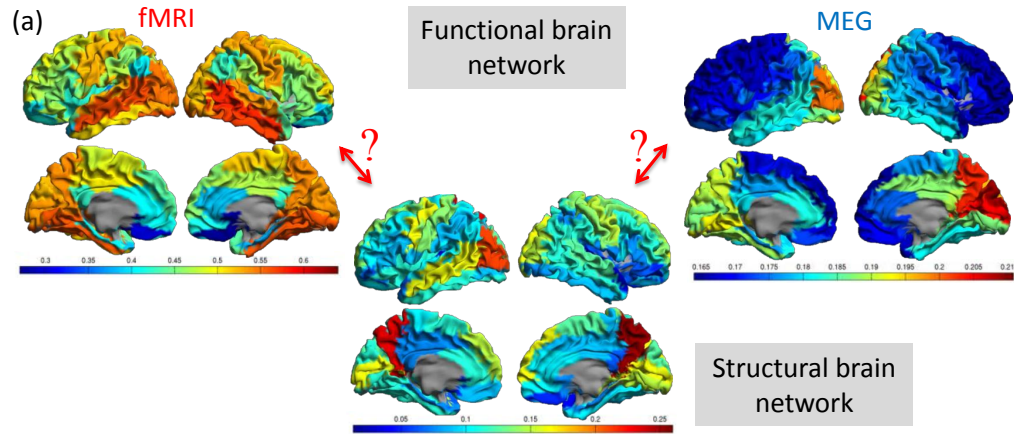 (a)
fMRI
Functional brain
network
MEG
?
?
0.3 0.35 0.4 0.45 0.5 0.55 0.6
0.165 0.17 0.175 0.18 0.185 0.19 0.195 0.2 0.205 0.21
Structural brain
network
0.05 0.1 0.15 0.2 0.25